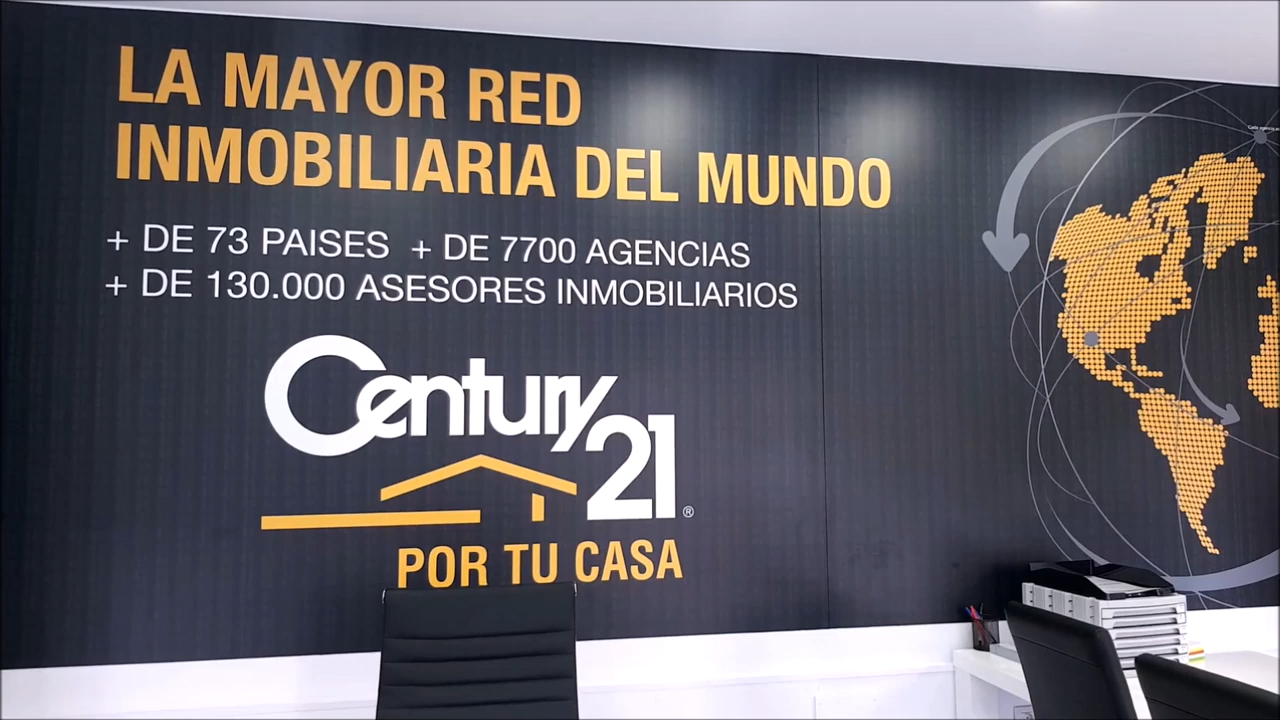 LA MAYOR RED
INMOBILIARIA DEL MUNDO
+ DE 73 PAISES + DE 7700 AGENCIAS
+ DE 130.000 ASESORES INMOBILIARIOS
Century
21®
POR TU CASA